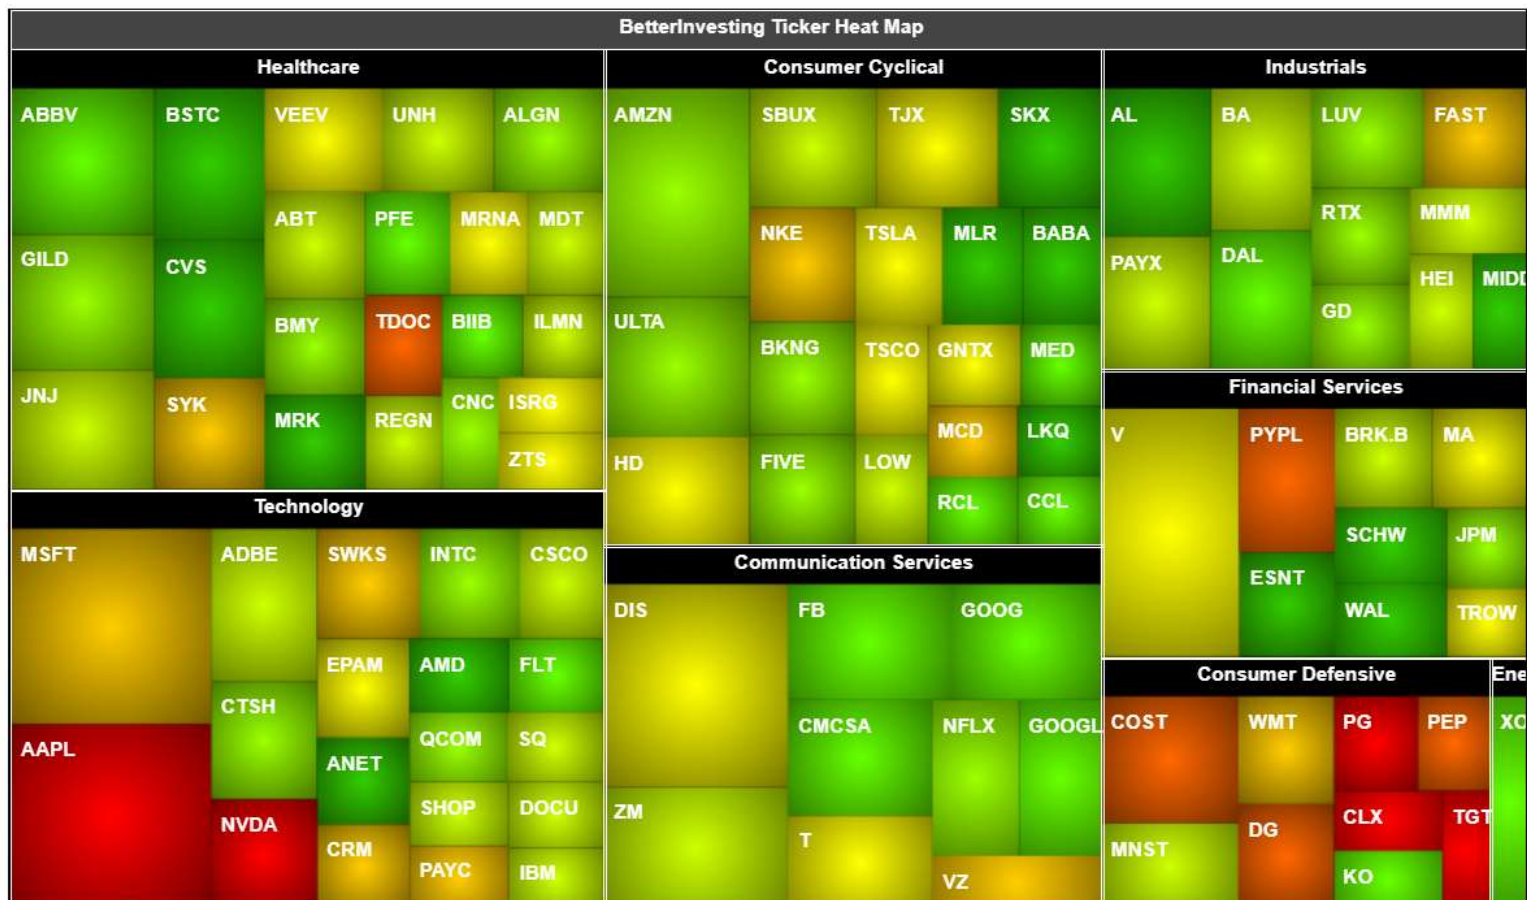 BetterInvesting Ticker Heat Map
Healthcare
ABBV
BSTC
VEEV
UNH
ALGN
ABT
PFE
MRNA
MDT
GILD
CVS
BMY
TDOC
BIIB
ILMN
JNJ
SYK
MRK
REGN
CNC
ISRG
ZTS
Technology
MSFT
ADBE
SWKS
INTC
CSCO
EPAM
AMD
FLT
CTSH
QCOM
SQ
AAPL
ANET
SHOP
DOCU
NVDA
CRM
PAYC
IBM
Consumer Cyclical
AMZN
SBUX
TJX
SKX
NKE
TSLA
MLR
BABA
ULTA
BKNG
TSCO
GNTX
MED
MCD
LKQ
HD
FIVE
LOW
RCL
CCL
Communication Services
DIS
FB
GOOG
CMCSA
NFLX
GOOGL
ZM
T
VZ
Industrials
AL
BA
LUV
FAST
RTX
MMM
PAYX
DAL
HEI
MIDD
GD
Financial Services
V
PYPL
BRK.B
MA
SCHW
JPM
ESNT
WAL
TROW
Consumer Defensive
COST
WMT
PG
PEP
DG
CLX
TGT
MNST
KO
Ene
XO